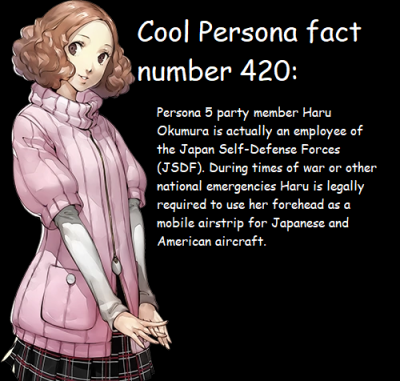 Cool Persona fact
number 420:
Persona 5 party member Haru
Okumura is actually an employee of
the Japan Self-Defense Forces
(JSDF). During times of war or other
national emergencies Haru is legally
required to use her forehead as a
mobile airstrip for Japanese and
American aircraft.